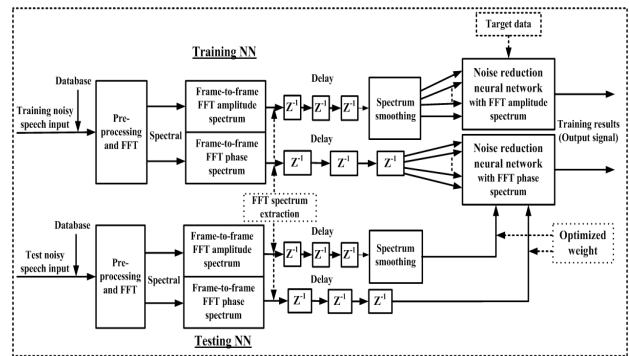 Target data
Training NN
Database
Delay
Training noisy
speech input
Pre-
processing
and FFT
Spectral
Frame-to-frame
FFT amplitude
spectrum
Frame-to-frame
FFT phase
spectrum
Z⁻¹ Z⁻¹ Z⁻¹
Delay
Z⁻¹ Z⁻¹ Z⁻¹
Spectrum
smoothing
Noise reduction
neural network
with FFT amplitude
spectrum
Noise reduction
neural network
with FFT phase
spectrum
Training results
(Output signal)
FFT spectrum
extraction
Database
Test noisy
speech input
Pre-
processing
and FFT
Spectral
Frame-to-frame
FFT amplitude
spectrum
Frame-to-frame
FFT phase
spectrum
Delay
Z⁻¹ Z⁻¹ Z⁻¹
Delay
Z⁻¹ Z⁻¹ Z⁻¹
Spectrum
smoothing
Optimized
weight
Testing NN